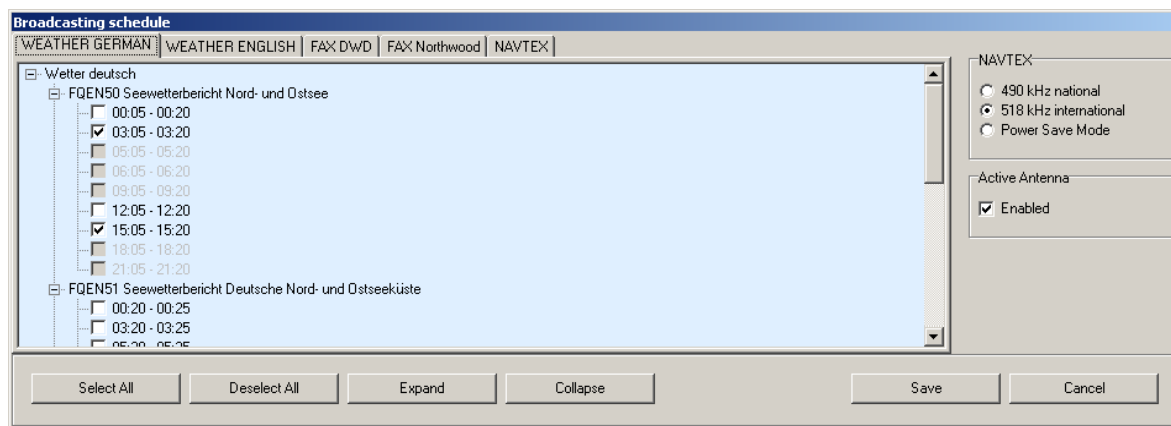 Broadcasting schedule
WEATHER GERMAN WEATHER ENGLISH FAX DWD FAX Northwood NAVTEX
Wetter deutsch
FQEN50 Seewetterbericht Nord- und Ostsee
00:05 - 00:20
03:05 - 03:20
05:05 - 05:20
06:05 - 06:20
09:05 - 09:20
12:05 - 12:20
15:05 - 15:20
18:05 - 18:20
21:05 - 21:20
FQEN51 Seewetterbericht Deutsche Nord- und Ostseeküste
00:20 - 00:25
03:20 - 03:25
05:20 - 05:25
NAVTEX
490 kHz national
518 kHz international
Power Save Mode
Active Antenna
Enabled
Select All Deselect All Expand Collapse Save Cancel